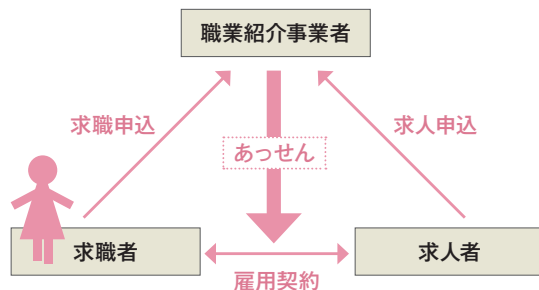 職業紹介事業者
求職申込
求人申込
あっせん
求職者
求人者
雇用契約